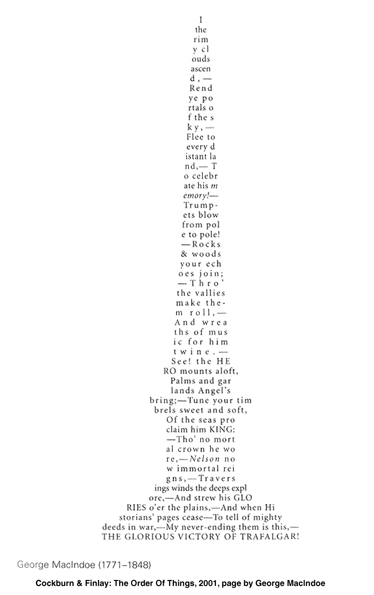 I
the
rim
y cl
ouds
ascen
d,—
Rend
ye po
rtals o
f the s
ky,—
Flee to
every d
istant la
nd,— T
o celebr
ate his m
emory!—
Trump-
ets blow
from pol
e to pole!
—Rocks
& woods
your ech
oes join;
—Thro'
the vallies
make the-
m roll,—
And wrea
ths of mus
ic for him
twine.—
See! the HE
RO mounts aloft,
Palms and gar
lands Angel's
bring;—Tune your tim
brels sweet and soft,
Of the seas pro
claim him KING:
—Tho' no mort
al crown he wo
re,—Nelson no
w immortal rei
gns,—Travers
ings winds the deeps expl
ore,—And strew his GLO
RIES o'er the plains,—And when Hi
storians' pages cease—To tell of mighty
deeds in war,—My never-ending them is this,—
THE GLORIOUS VICTORY OF TRAFALGAR!
George MacIndoe (1771–1848)
Cockburn & Finlay: The Order Of Things, 2001, page by George MacIndoe